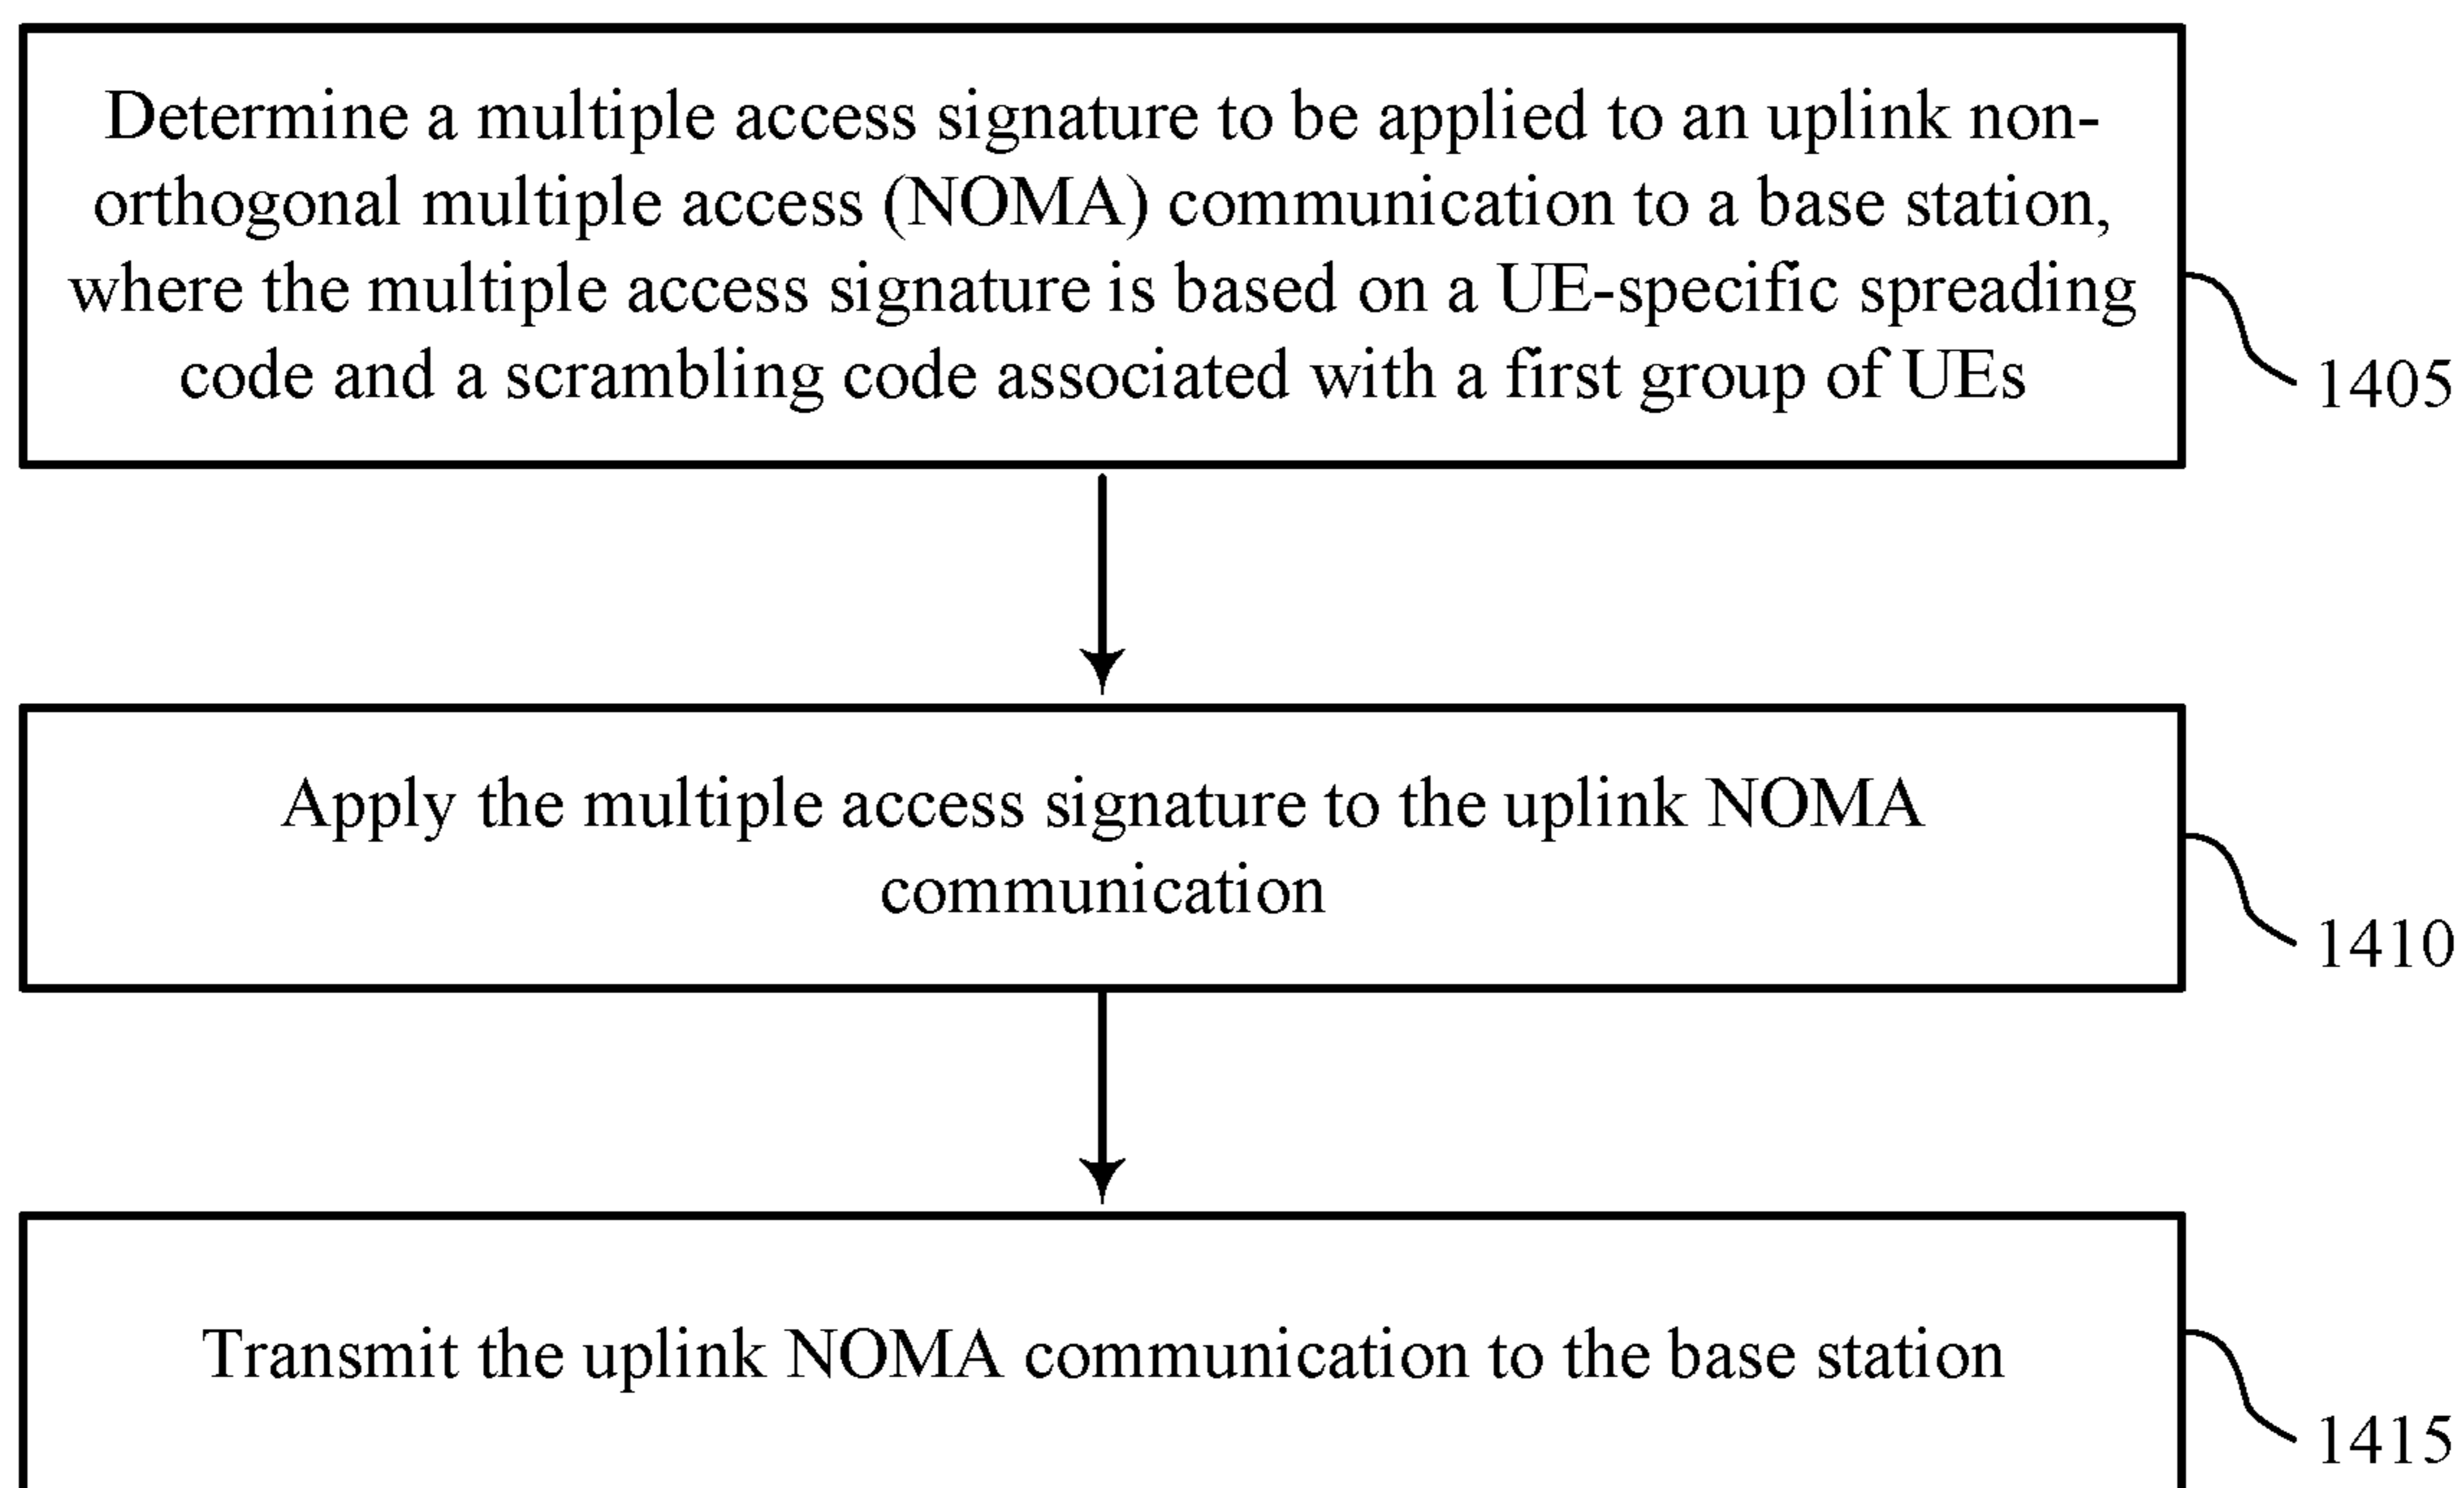 Determine a multiple access signature to be applied to an uplink non-
orthogonal multiple access (NOMA) communication to a base station,
where the multiple access signature is based on a UE-specific spreading
code and a scrambling code associated with a first group of UEs
1405
Apply the multiple access signature to the uplink NOMA
communication
1410
Transmit the uplink NOMA communication to the base station
1415